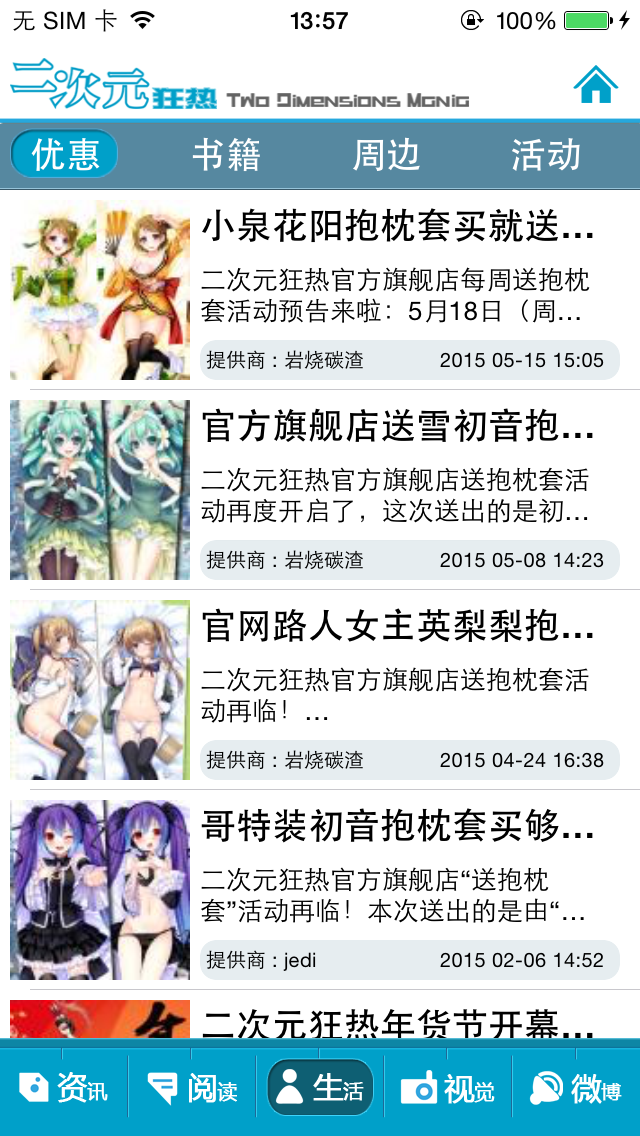 无 SIM 卡
13:57
100%
二次元狂热 Two Dimensions Manic
优惠 书籍 周边 活动
小泉花阳抱枕套买就送...
二次元狂热官方旗舰店每周送抱枕
套活动预告来啦：5月18日（周...
提供商：岩烧碳渣 2015 05-15 15:05
官方旗舰店送雪初音抱...
二次元狂热官方旗舰店送抱枕套活
动再度开启了，这次送出的是初...
提供商：岩烧碳渣 2015 05-08 14:23
官网路人女主英梨梨抱...
二次元狂热官方旗舰店送抱枕套活
动再临！...
提供商：岩烧碳渣 2015 04-24 16:38
哥特装初音抱枕套买够...
二次元狂热官方旗舰店“送抱枕
套”活动再临！本次送出的是由“...
提供商：jedi 2015 02-06 14:52
二次元狂热年货节开幕...
资讯 阅读 生活 视觉 微博